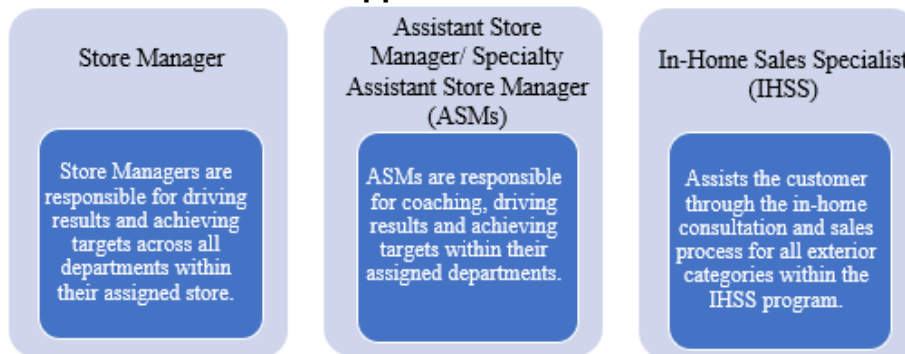 Store Manager
Store Managers are
responsible for driving
results and achieving
targets across all
departments within
their assigned store.
Assistant Store
Manager/ Specialty
Assistant Store Manager
(ASMs)
ASMs are responsible
for coaching, driving
results and achieving
targets within their
assigned departments.
In-Home Sales Specialist
(IHSS)
Assists the customer
through the in-home
consultation and sales
process for all exterior
categories within the
IHSS program.